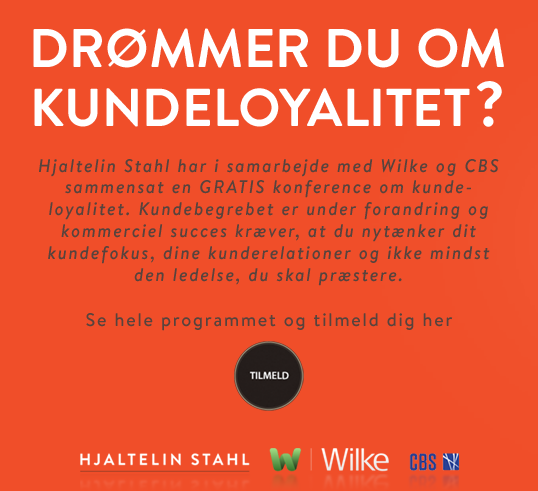 DRØMMER DU OM
KUNDELOYALITET?
Hjaltelin Stahl har i samarbejde med Wilke og CBS
sammensat en GRATIS konference om kunde-
loyalitet. Kundebegrebet er under forandring og
kommerciel succes kræver, at du nytænker dit
kundefokus, dine kunderelationer og ikke mindst
den ledelse, du skal præstere.
Se hele programmet og tilmeld dig her
TILMELD
HJALTELIN STAHL W | Wilke CBS